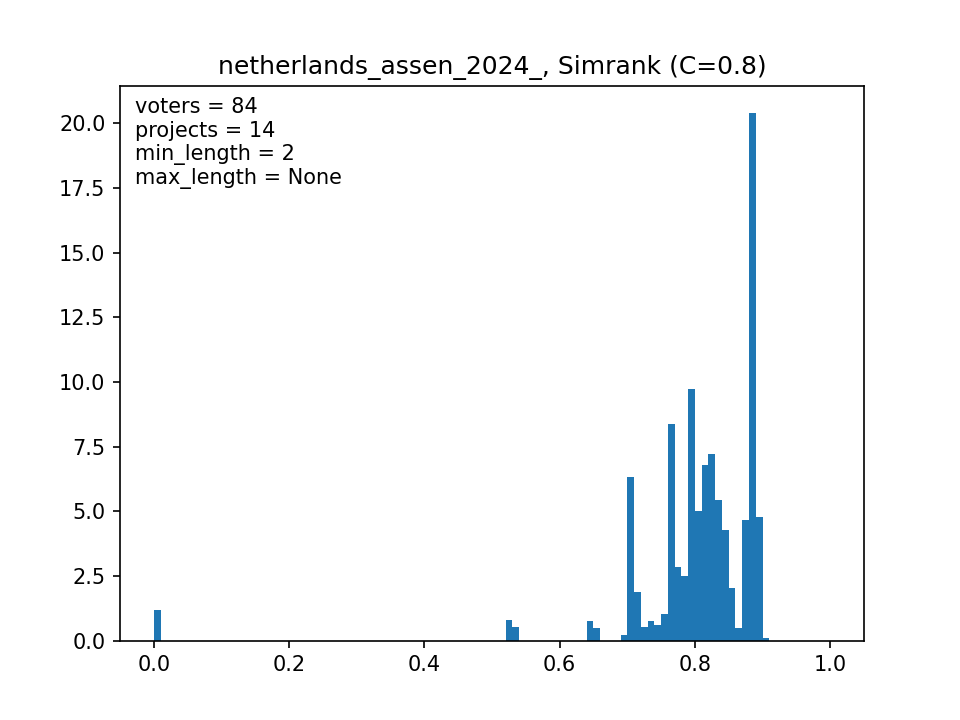 netherlands_assen_2024_, Simrank (C=0.8)
voters = 84
projects = 14
min_length = 2
max_length = None
20.0
17.5
15.0
12.5
10.0
7.5
5.0
2.5
0.0
0.0 0.2 0.4 0.6 0.8 1.0